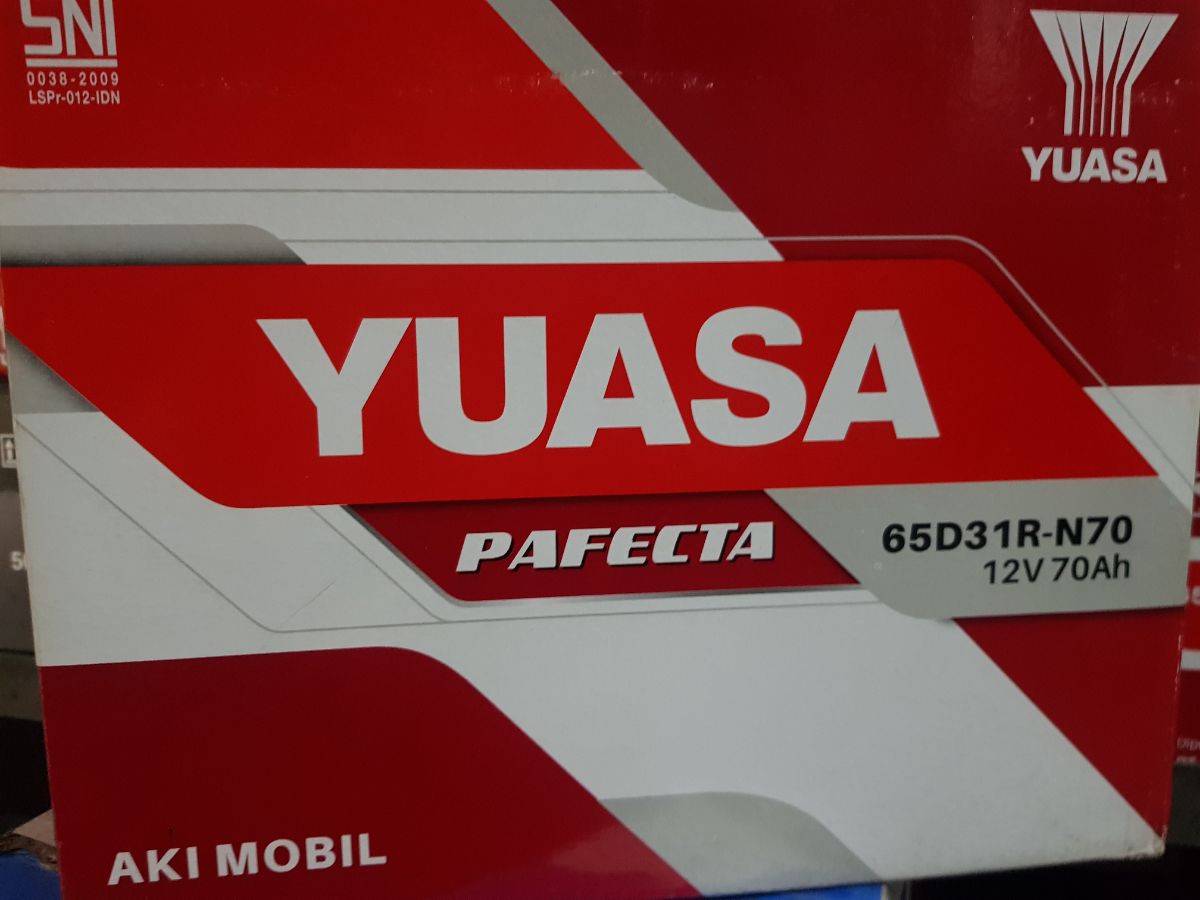 SNI
0038-2009
LSPr-012-IDN
YUASA
YUASA
PAFECTA
65D31R-N70
12V 70Ah
AKI MOBIL